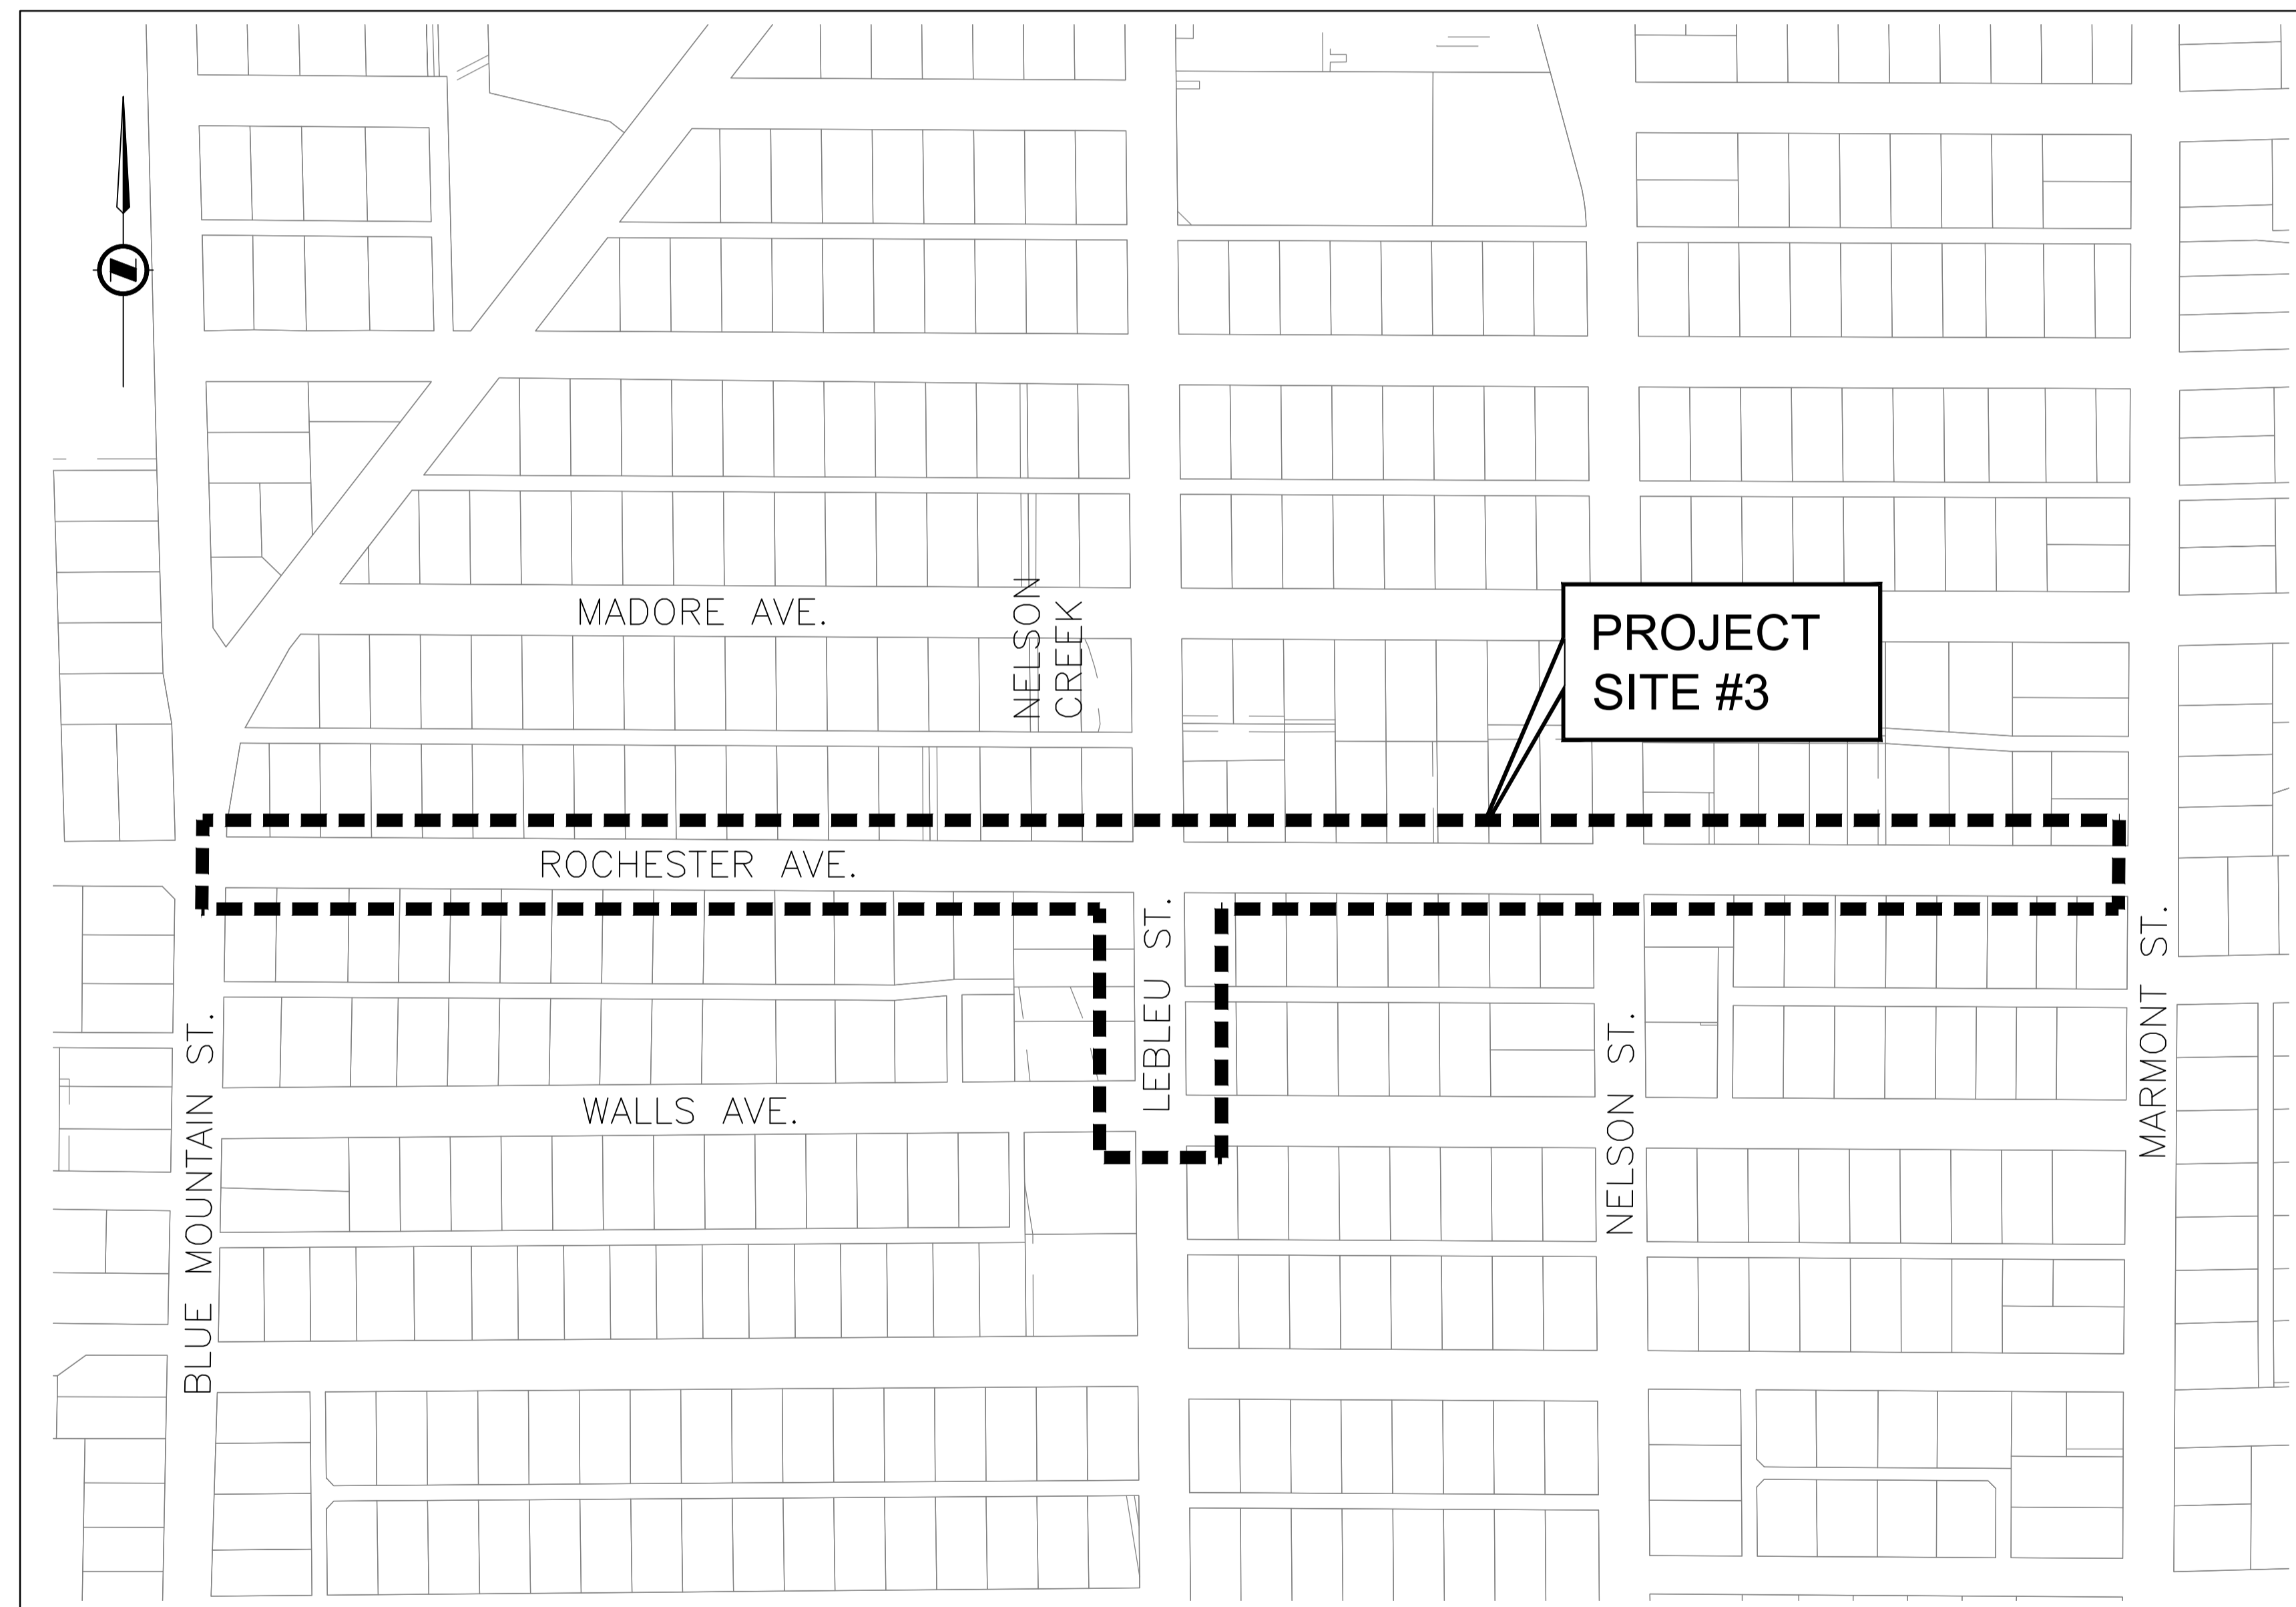 N
MADORE AVE.
NELSON
CREEK
PROJECT
SITE #3
ROCHESTER AVE.
LEBLEU ST.
MARMONT ST.
BLUE MOUNTAIN ST.
WALLS AVE.
NELSON ST.